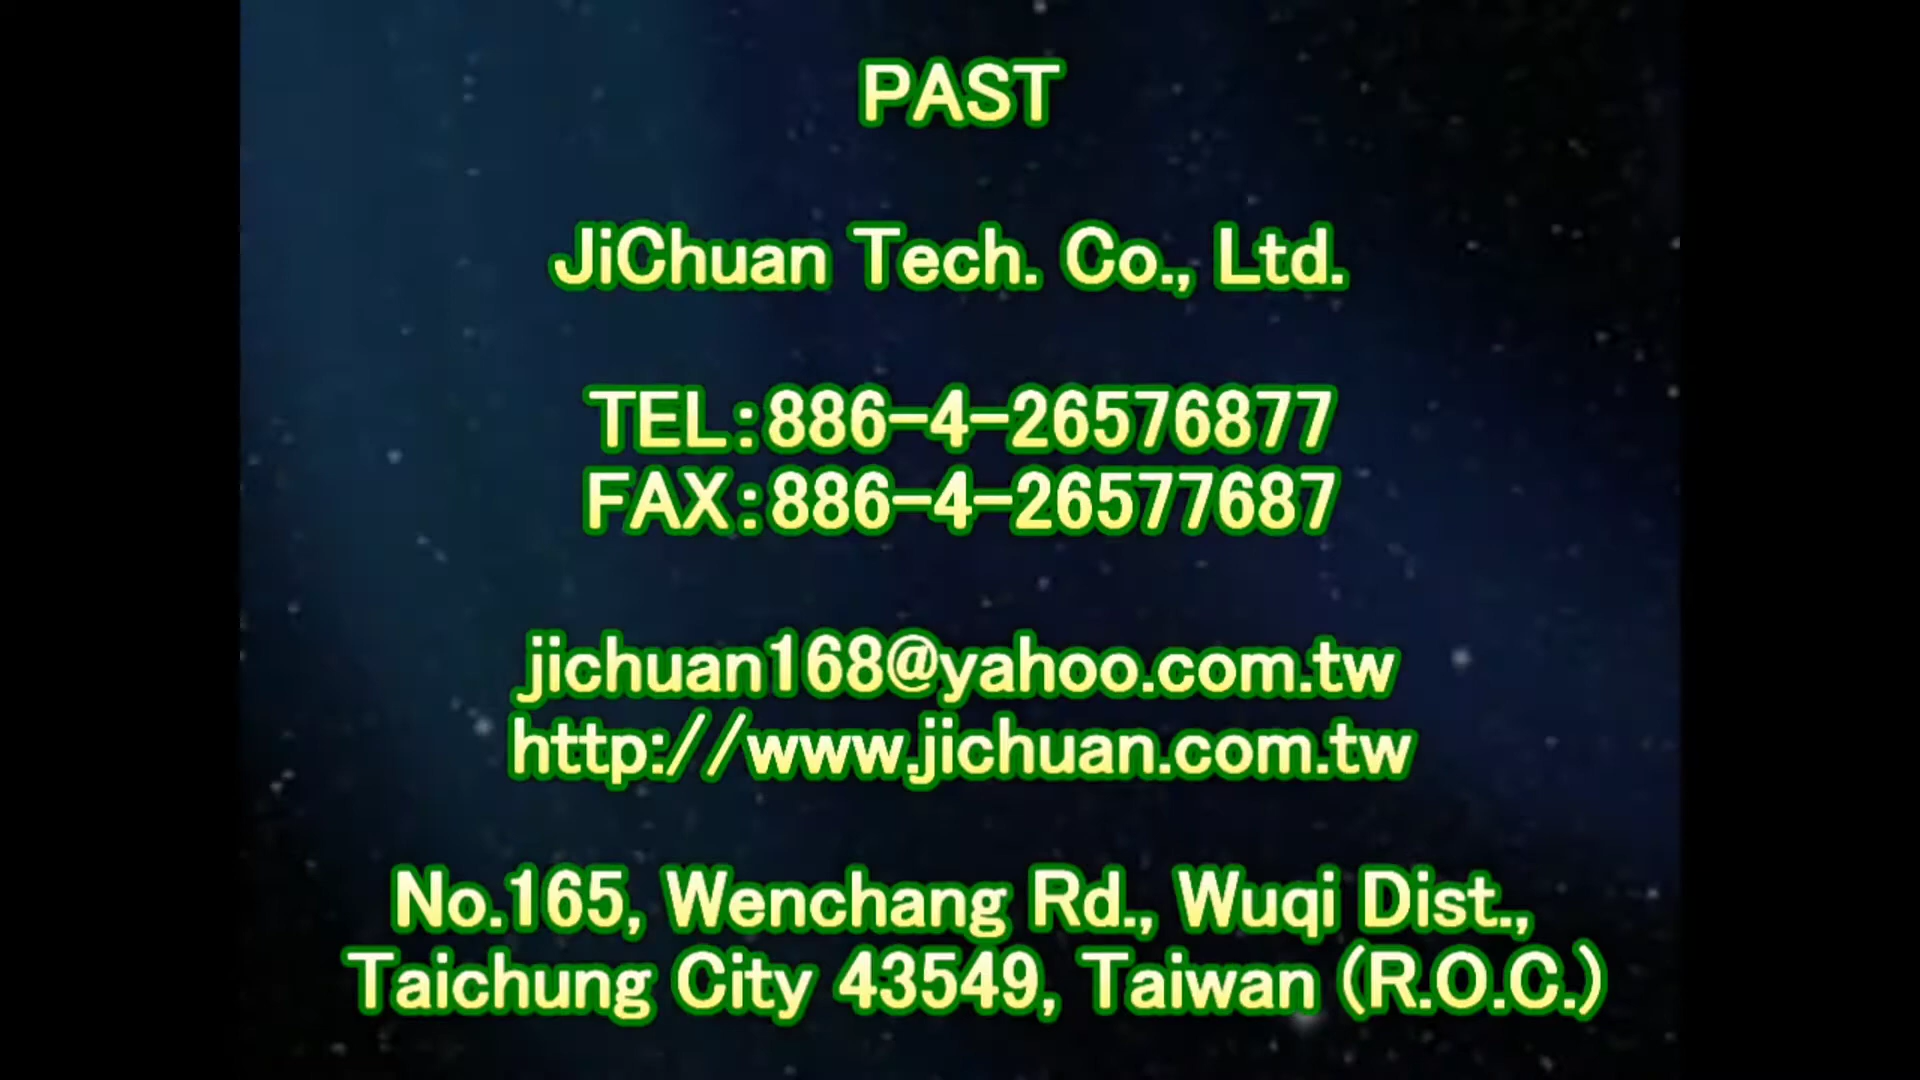 PAST
JiChuan Tech. Co., Ltd.
TEL:886-4-26576877
FAX:886-4-26577687
jichuan168@yahoo.com.tw
http://www.jichuan.com.tw
No.165, Wenchang Rd., Wuqi Dist.,
Taichung City 43549, Taiwan (R.O.C.)